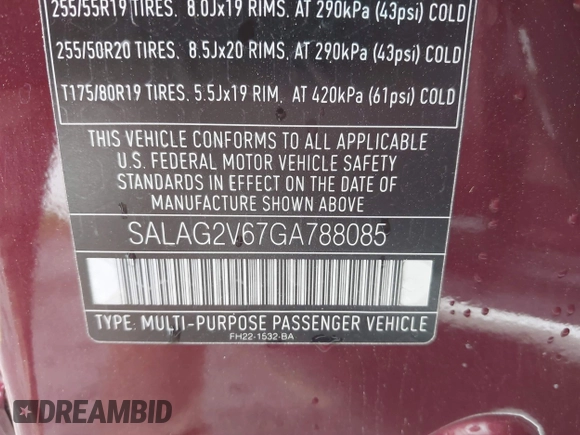 255/55R19 TIRES. 8.0Jx19 RIMS. AT 290kPa (43psi) COLD
255/50R20 TIRES. 8.5Jx20 RIMS. AT 290kPa (43psi) COLD
T175/80R19 TIRES. 5.5Jx19 RIM, AT 420kPa (61psi) COLD
THIS VEHICLE CONFORMS TO ALL APPLICABLE
U.S. FEDERAL MOTOR VEHICLE SAFETY
STANDARDS IN EFFECT ON THE DATE OF
MANUFACTURE SHOWN ABOVE
SALAG2V67GA788085
TYPE: MULTI-PURPOSE PASSENGER VEHICLE
FH22-1532-BA
DREAMBID